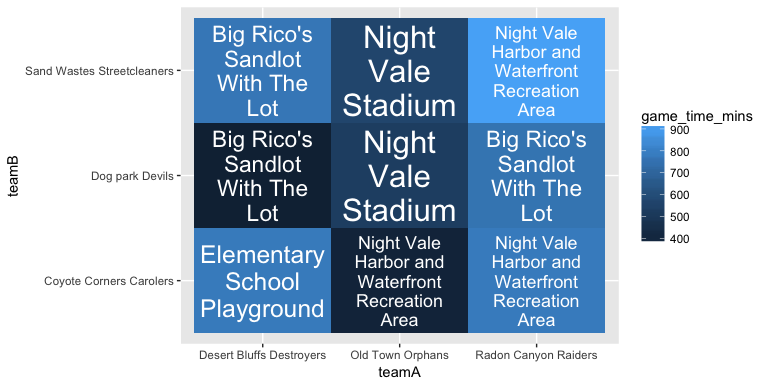 Big Rico's
Sandlot
With The
Lot
Night
Vale
Stadium
Night Vale
Harbor and
Waterfront
Recreation
Area
Big Rico's
Sandlot
With The
Lot
Night
Vale
Stadium
Big Rico's
Sandlot
With The
Lot
Elementary
School
Playground
Night Vale
Harbor and
Waterfront
Recreation
Area
Night Vale
Harbor and
Waterfront
Recreation
Area
Sand Wastes Streetcleaners
Dog park Devils
Coyote Corners Carolers
teamB
Desert Bluffs Destroyers
Old Town Orphans
Radon Canyon Raiders
teamA
game_time_mins
900
800
700
600
500
400